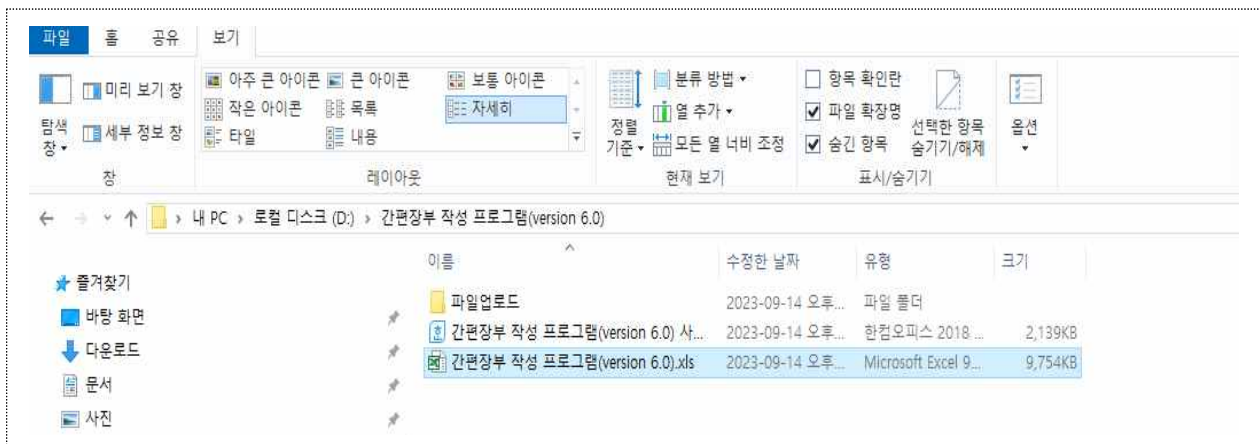 파일 홈 공유 보기
탐색 창 미리 보기 창 세부 정보 창
창
아주 큰 아이콘 큰 아이콘 보통 아이콘
작은 아이콘 목록 자세히
타일 내용
레이아웃
정렬 기준
분류 방법
열 추가
모든 열 너비 조정
현재 보기
항목 확인란
파일 확장명
숨긴 항목
선택한 항목 숨기기/해제
표시/숨기기
옵션
내 PC › 로컬 디스크 (D:) › 간편장부 작성 프로그램(version 6.0)
이름 수정한 날짜 유형 크기
즐겨찾기
바탕 화면
다운로드
문서
사진
파일업로드 2023-09-14 오후... 파일 폴더
간편장부 작성 프로그램(version 6.0) 사... 2023-09-14 오후... 한컴오피스 2018 ... 2,139KB
간편장부 작성 프로그램(version 6.0).xls 2023-09-14 오후... Microsoft Excel 9... 9,754KB